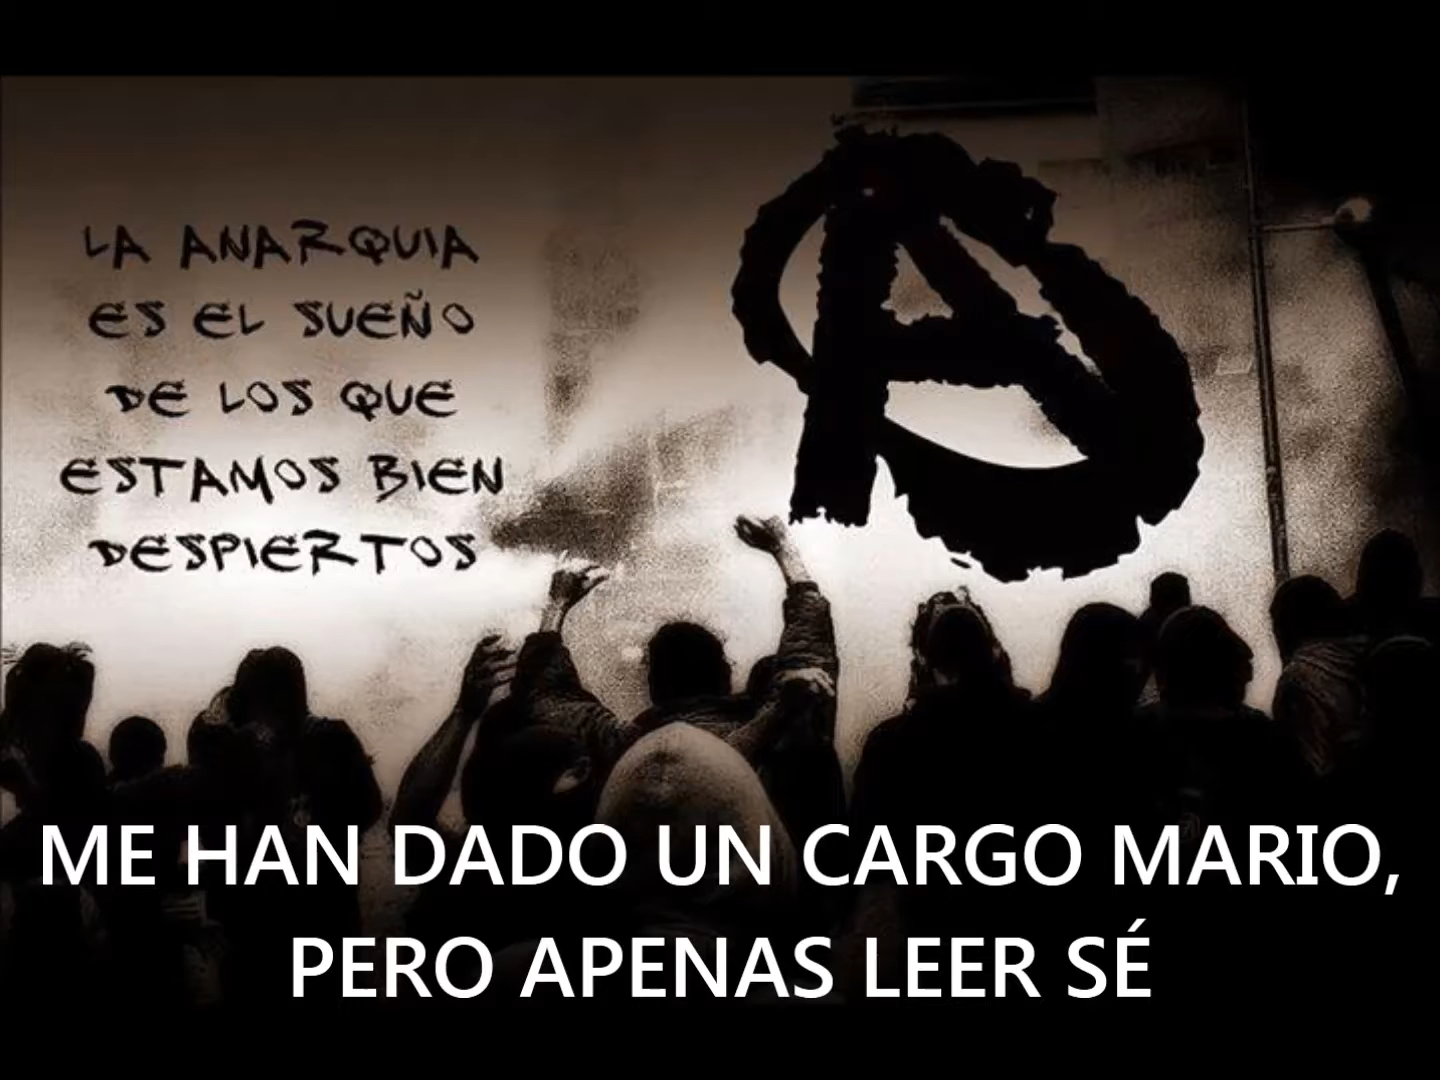 LA ANARQUIA
ES EL SUEÑO
DE LOS QUE
ESTAMOS BIEN
DESPIERTOS
ME HAN DADO UN CARGO MARIO,
PERO APENAS LEER SÉ